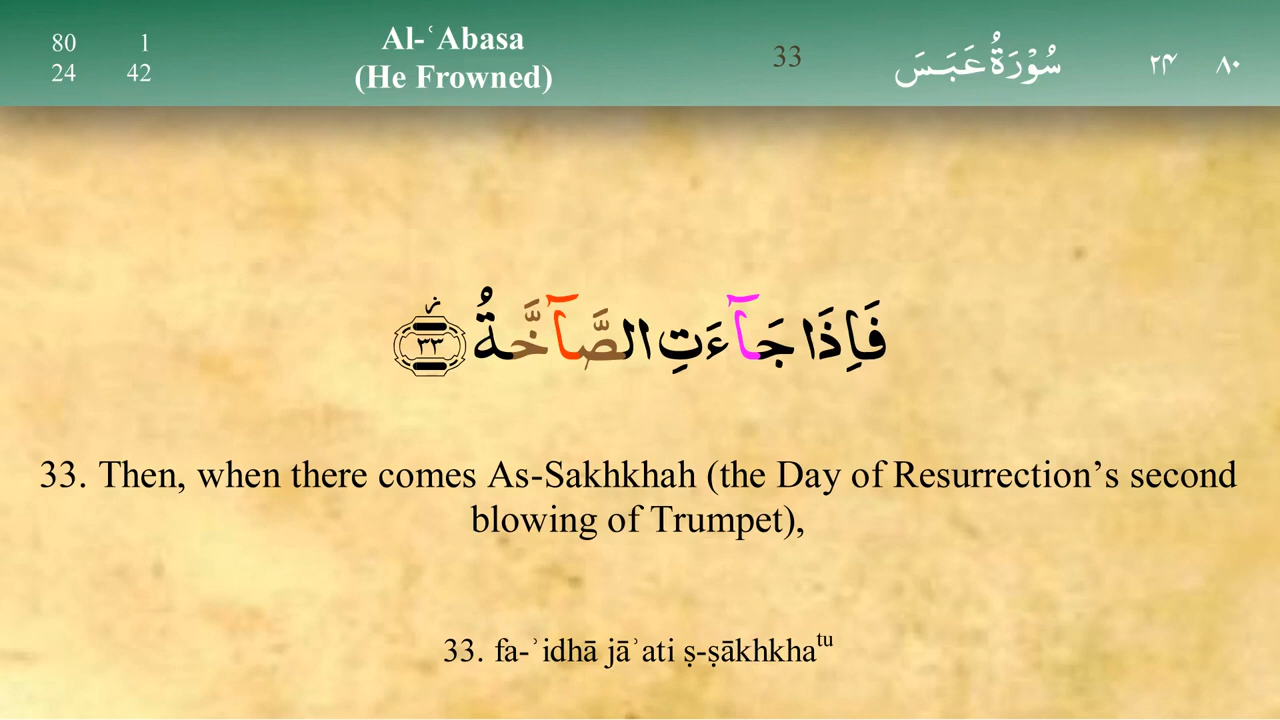 80 1 Al-ʿAbasa 33 سُوْرَةُ عَبَسَ ٢٤ ٨٠
24 42 (He Frowned)
فَاِذَا جَآءَتِ الصَّآخَّةُ ۝٣٣ ز
33. Then, when there comes As-Sakhkhah (the Day of Resurrection’s second
blowing of Trumpet),
33. fa-ʾidhā jāʾati ṣ-ṣākhkhatu